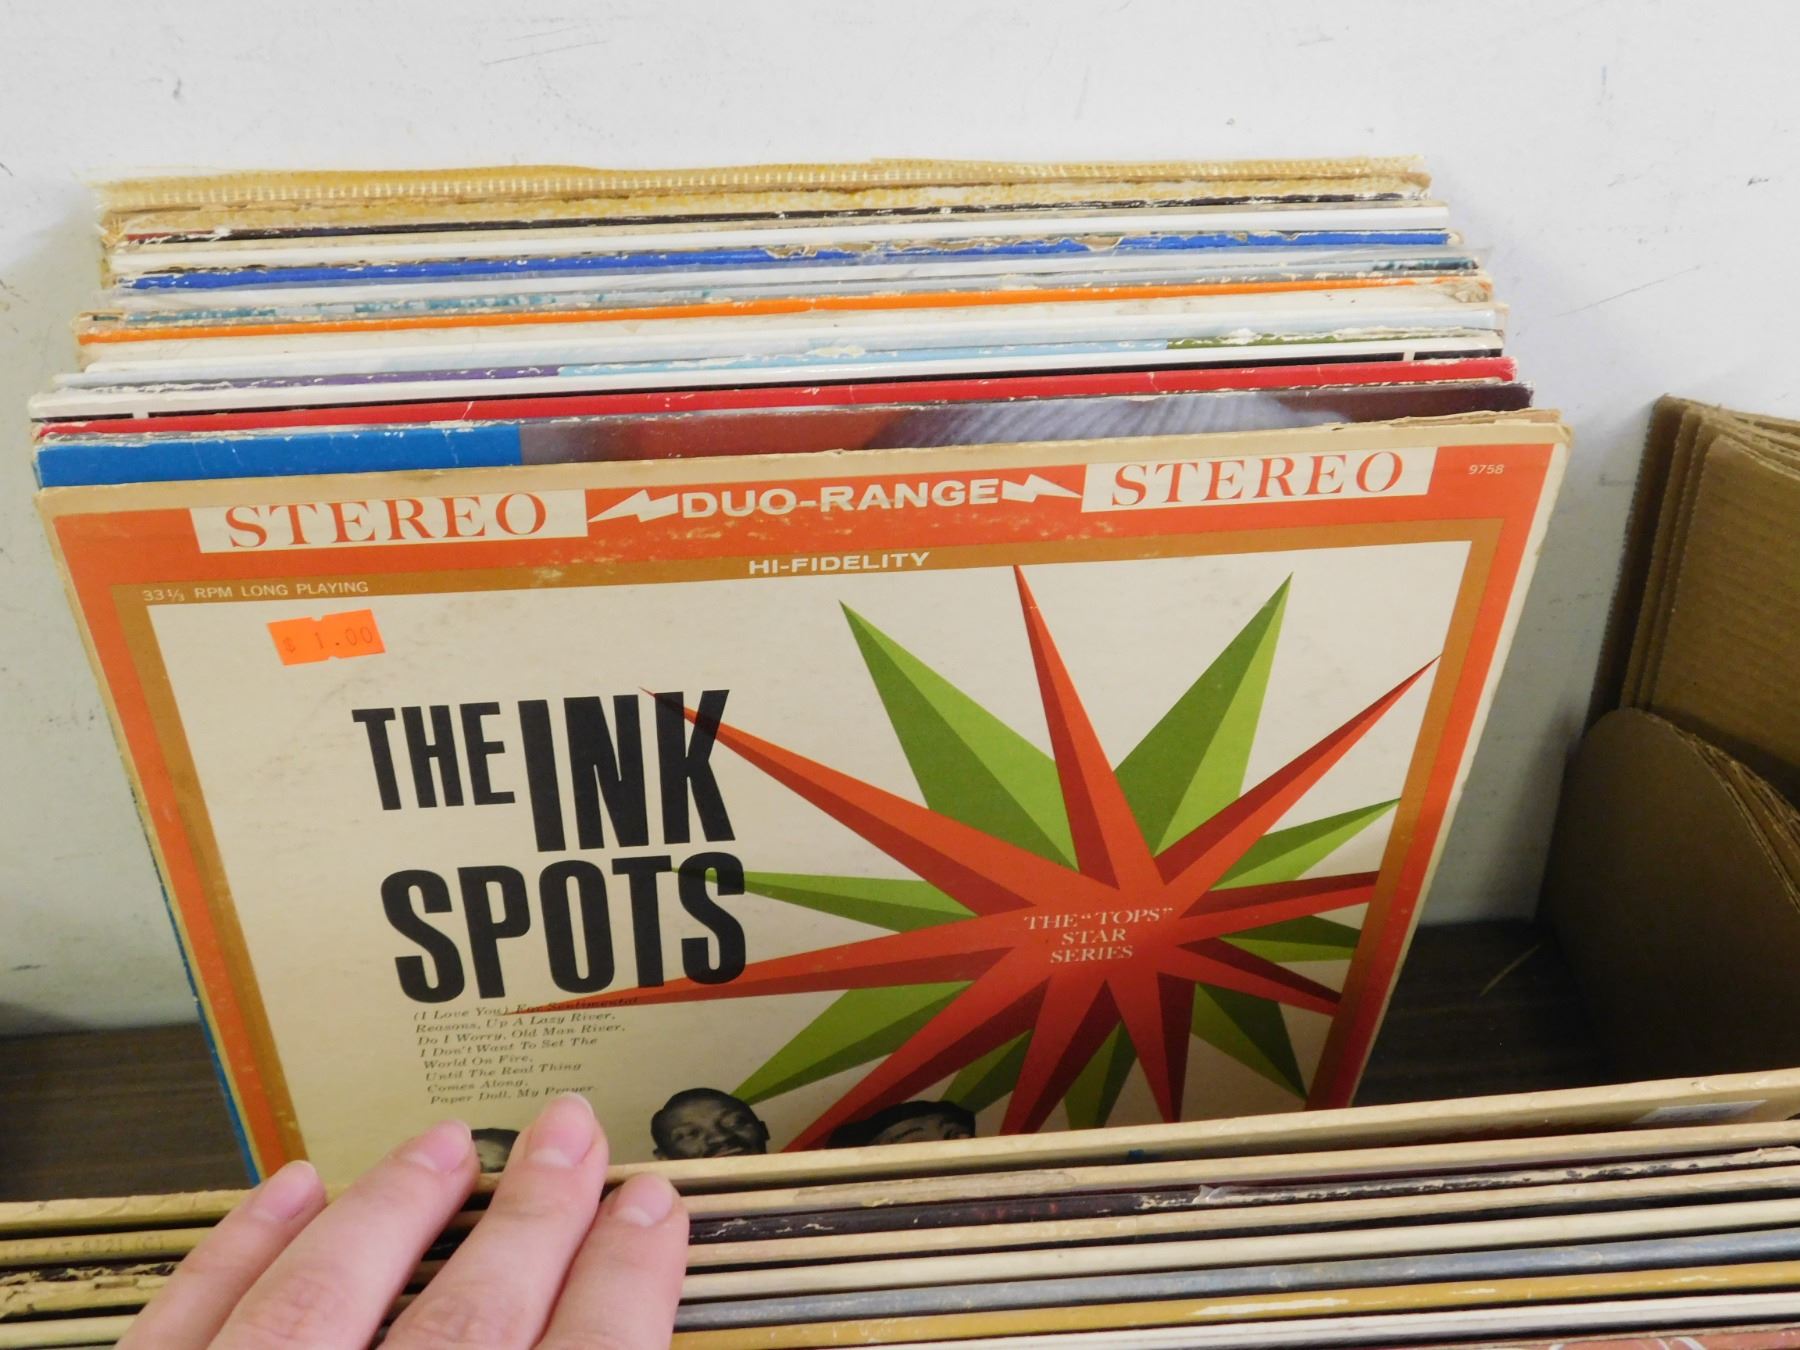 STEREO DUO-RANGE STEREO 9758
HI-FIDELITY
33⅓ RPM LONG PLAYING
$ 1.00
THE INK
SPOTS
THE "TOPS"
STAR
SERIES
(I Love You) For Sentimental
Reasons, Up A Lazy River,
Do I Worry, Old Man River,
I Don't Want To Set The
World On Fire,
Until The Real Thing
Comes Along,
Paper Doll, My Prayer.